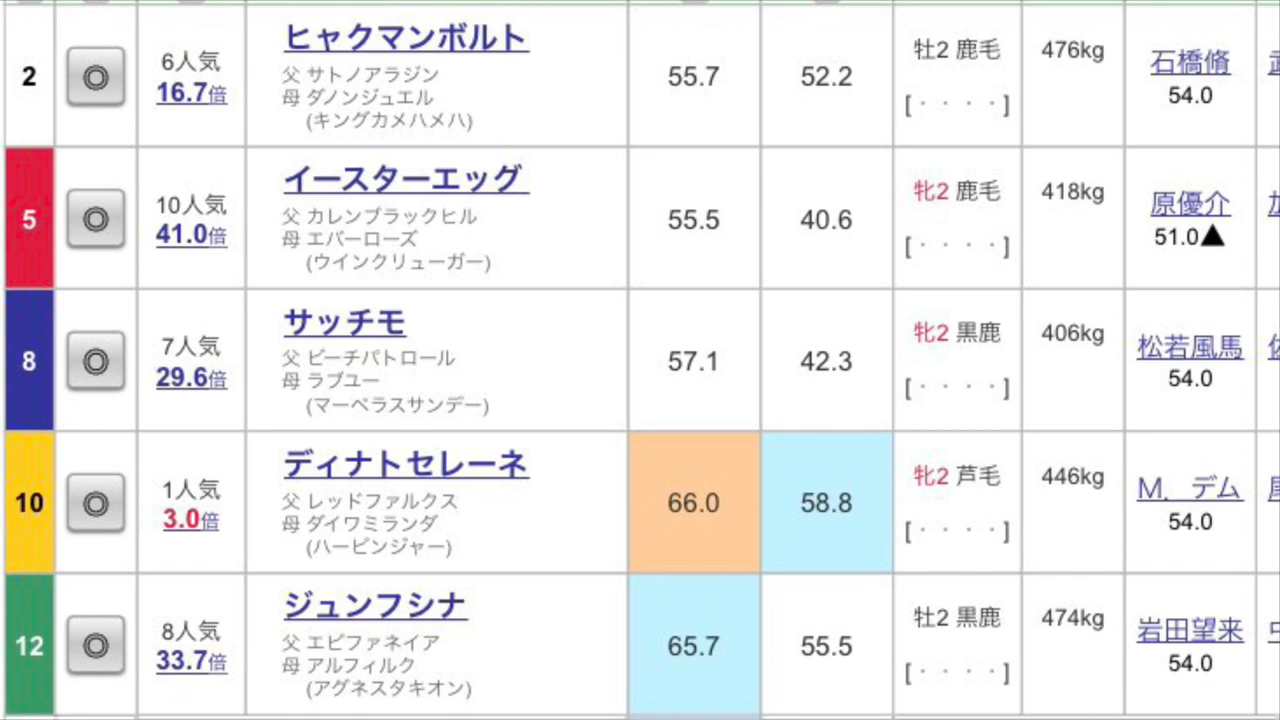 2
◎
6人気
16.7倍
ヒャクマンボルト
父 サトノアラジン
母 ダノンジュエル
(キングカメハメハ)
55.7
52.2
牡2 鹿毛
[・・・・]
476kg
石橋脩
54.0
5
◎
10人気
41.0倍
イースターエッグ
父 カレンブラックヒル
母 エバーローズ
(ウインクリューガー)
55.5
40.6
牝2 鹿毛
[・・・・]
418kg
原優介
51.0▲
8
◎
7人気
29.6倍
サッチモ
父 ビーチパトロール
母 ラブユー
(マーベラスサンデー)
57.1
42.3
牝2 黒鹿
[・・・・]
406kg
松若風馬
54.0
10
◎
1人気
3.0倍
ディナトセレーネ
父 レッドファルクス
母 ダイワミランダ
(ハービンジャー)
66.0
58.8
牝2 芦毛
[・・・・]
446kg
M．デム
54.0
12
◎
8人気
33.7倍
ジュンフシナ
父 エピファネイア
母 アルフィルク
(アグネスタキオン)
65.7
55.5
牡2 黒鹿
[・・・・]
474kg
岩田望来
54.0